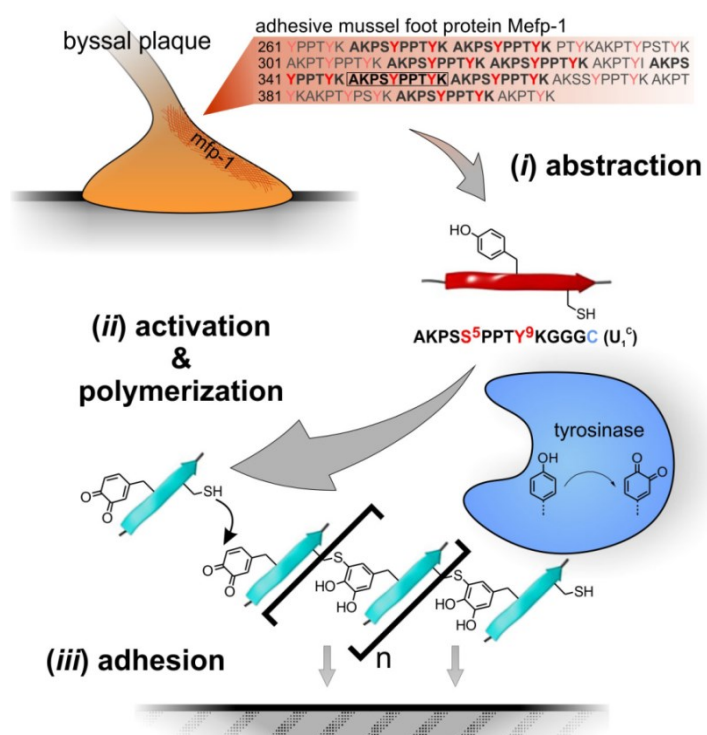 adhesive mussel foot protein Mefp-1
byssal plaque
261 YPPTYK AKPSYPPTYK AKPSYPPTYK PTYKAKPTYPSTYK
301 AKPTYPPTYK AKPSYPPTYK AKPSYPPTYK AKPTYI AKPS
341 YPPTYK AKPSYPPTYK AKPSYPPTYK AKSSYPPTYK AKPT
381 YKAKPTYPSYK AKPSYPPTYK AKPTYK
mfp-1
(i) abstraction
HO
SH
AKPSS⁵PPTY⁹KGGGC (U₁ᶜ)
(ii) activation
&
polymerization
tyrosinase
OH
O
O
O
O
SH
O
O
S
HO
HO
S
HO
HO
SH
n
(iii) adhesion